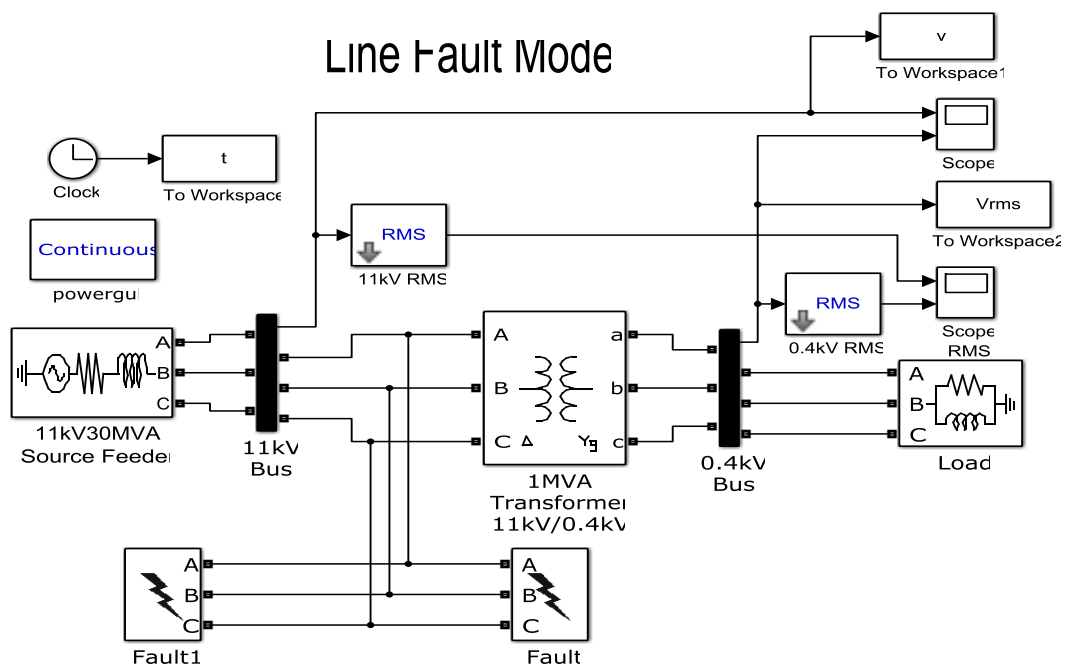 Line Fault Mode
v
To Workspace1
Scope
t
Clock
To Workspace
Vrms
To Workspace2
RMS
11kV RMS
Continuous
powergui
RMS
0.4kV RMS
Scope
RMS
A
B
C
11kV30MVA
Source Feeder
11kV
Bus
A
B
C
Δ
Yg
a
b
c
1MVA
Transformer
11kV/0.4kV
0.4kV
Bus
A
B
C
Load
A
B
C
Fault1
A
B
C
Fault